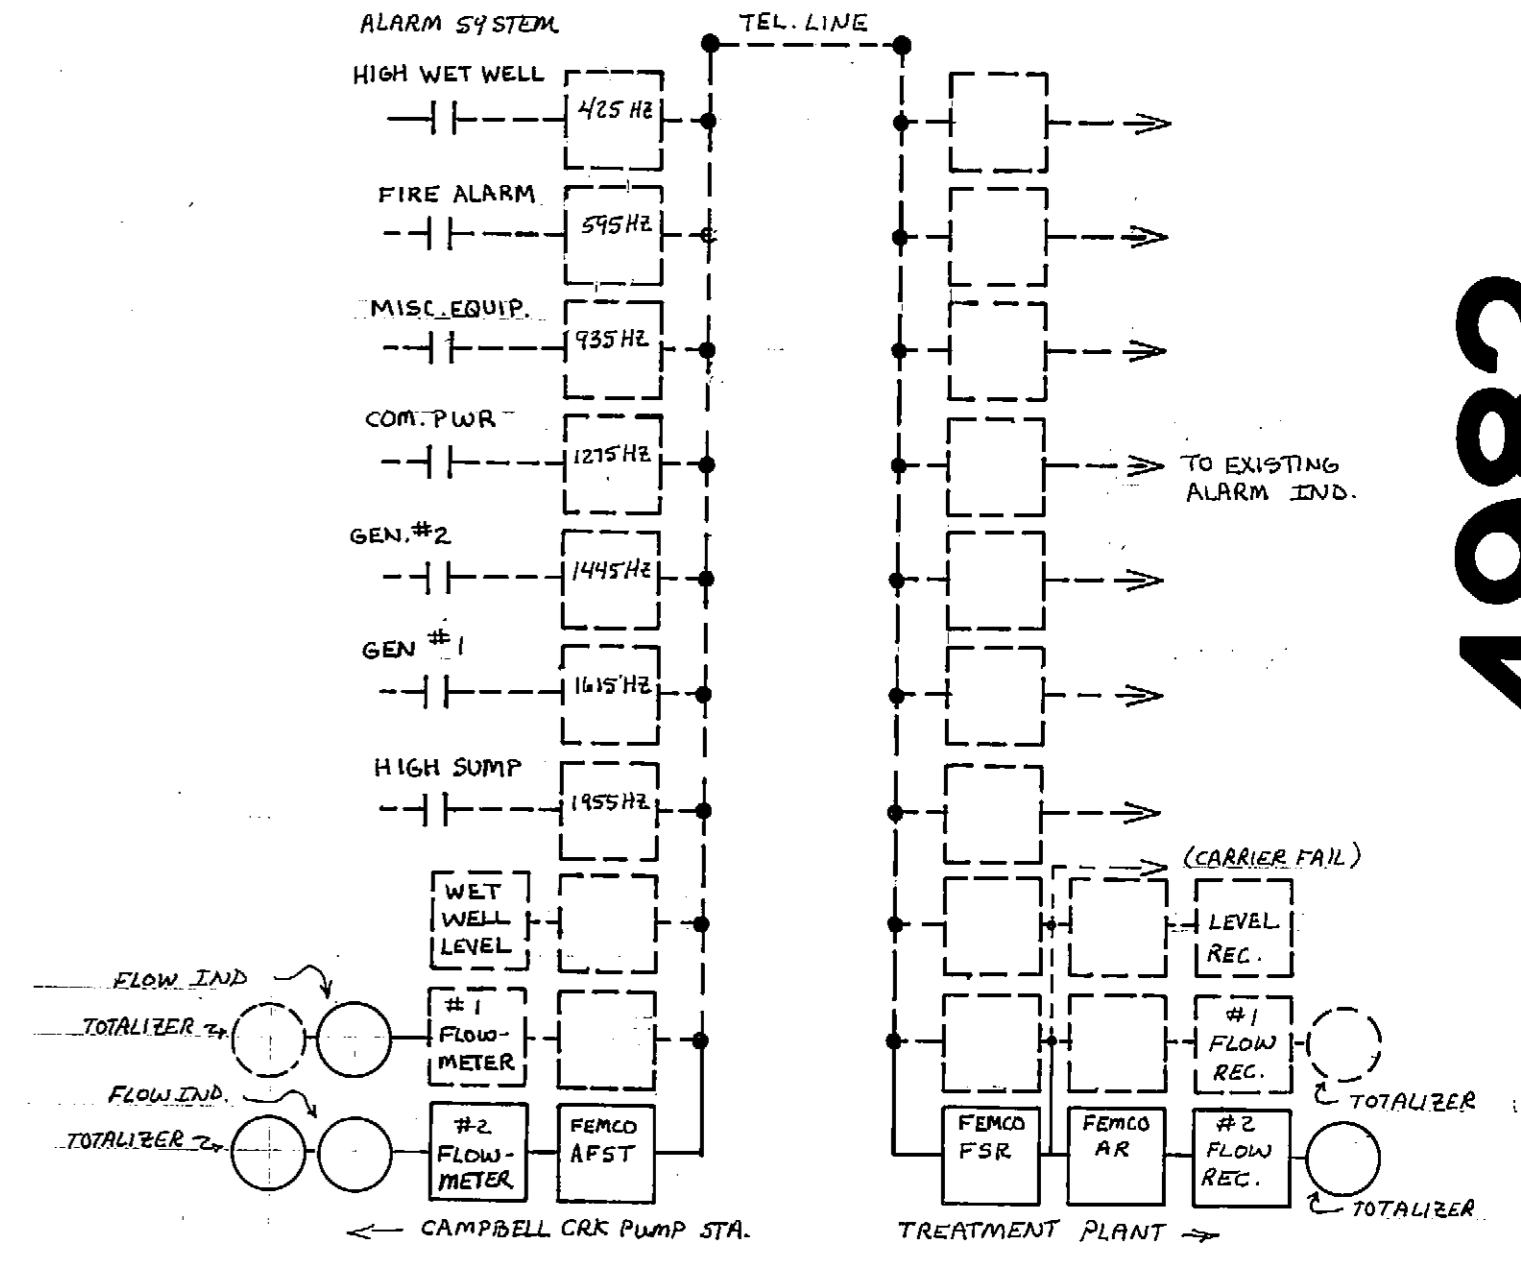 ALARM SYSTEM
TEL. LINE
HIGH WET WELL
425 HZ
FIRE ALARM
595 HZ
MISC. EQUIP.
935 HZ
COM. PWR
1275 HZ
TO EXISTING
ALARM IND.
GEN. #2
1445 HZ
GEN #1
1615 HZ
HIGH SUMP
1955 HZ
(CARRIER FAIL)
WET
WELL
LEVEL
LEVEL
REC.
FLOW IND
TOTALIZER
#1
FLOW-
METER
#1
FLOW
REC.
TOTALIZER
FLOW IND.
TOTALIZER
#2
FLOW-
METER
FEMCO
AFST
FEMCO
FSR
FEMCO
AR
#2
FLOW
REC.
TOTALIZER
CAMPBELL CRK PUMP STA.
TREATMENT PLANT